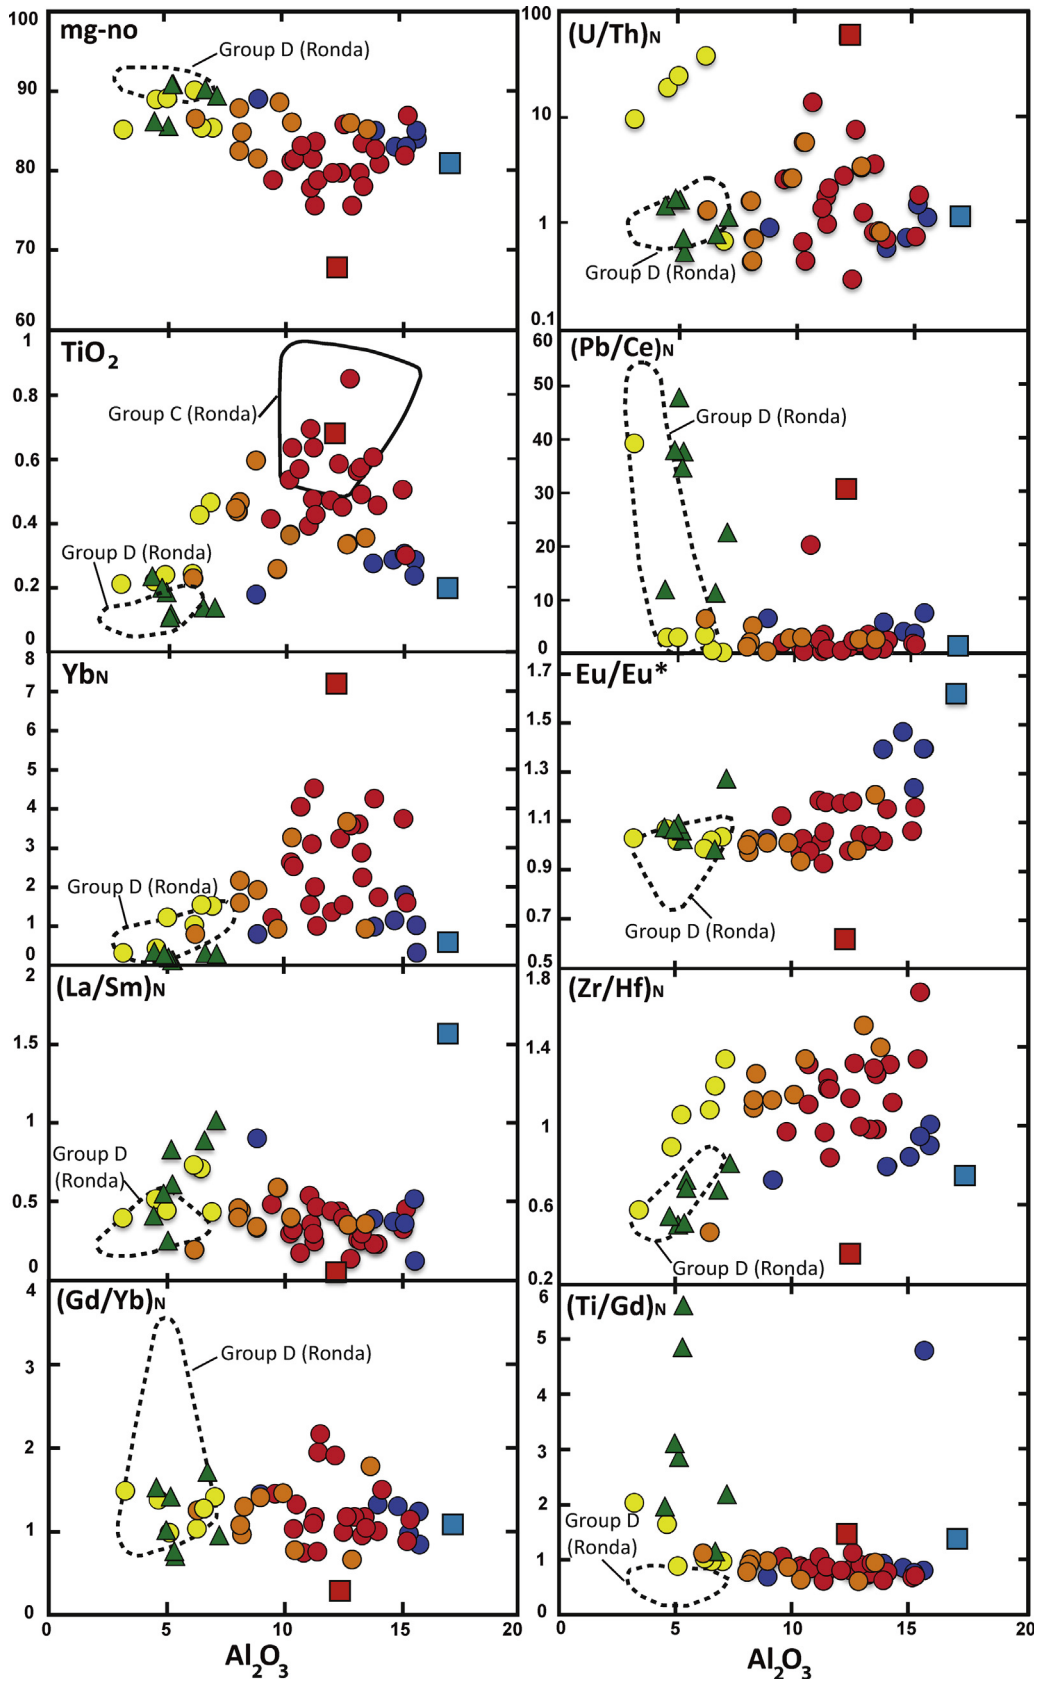 mg-no
Group D (Ronda)
100
90
80
70
60
TiO2
Group C (Ronda)
Group D (Ronda)
1
0.8
0.6
0.4
0.2
0
YbN
Group D (Ronda)
8
7
6
5
4
3
2
1
0
(La/Sm)N
Group D
(Ronda)
2
1.5
1
0.5
0
(Gd/Yb)N
Group D (Ronda)
4
3
2
1
0
0 5 10 15 20
Al2O3
(U/Th)N
Group D (Ronda)
100
10
1
0.1
(Pb/Ce)N
Group D (Ronda)
60
50
40
30
20
10
0
Eu/Eu*
Group D (Ronda)
1.7
1.5
1.3
1.1
0.9
0.7
0.5
(Zr/Hf)N
Group D (Ronda)
1.8
1.4
1
0.6
0.2
(Ti/Gd)N
Group D
(Ronda)
6
5
4
3
2
1
0
0 5 10 15 20
Al2O3